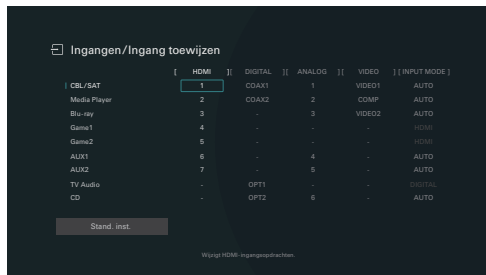 Ingangen/Ingang toewijzen
[ HDMI ][ DIGITAL ][ ANALOG ][ VIDEO ][ INPUT MODE ]
CBL/SAT 1 COAX1 1 VIDEO1 AUTO
Media Player 2 COAX2 2 COMP AUTO
Blu-ray 3 - 3 VIDEO2 AUTO
Game1 4 - - - HDMI
Game2 5 - - - HDMI
AUX1 6 - 4 - AUTO
AUX2 7 - 5 - AUTO
TV Audio - OPT1 - - DIGITAL
CD - OPT2 6 - AUTO
Stand. inst.
Wijzigt HDMI-ingangeopdrachten.